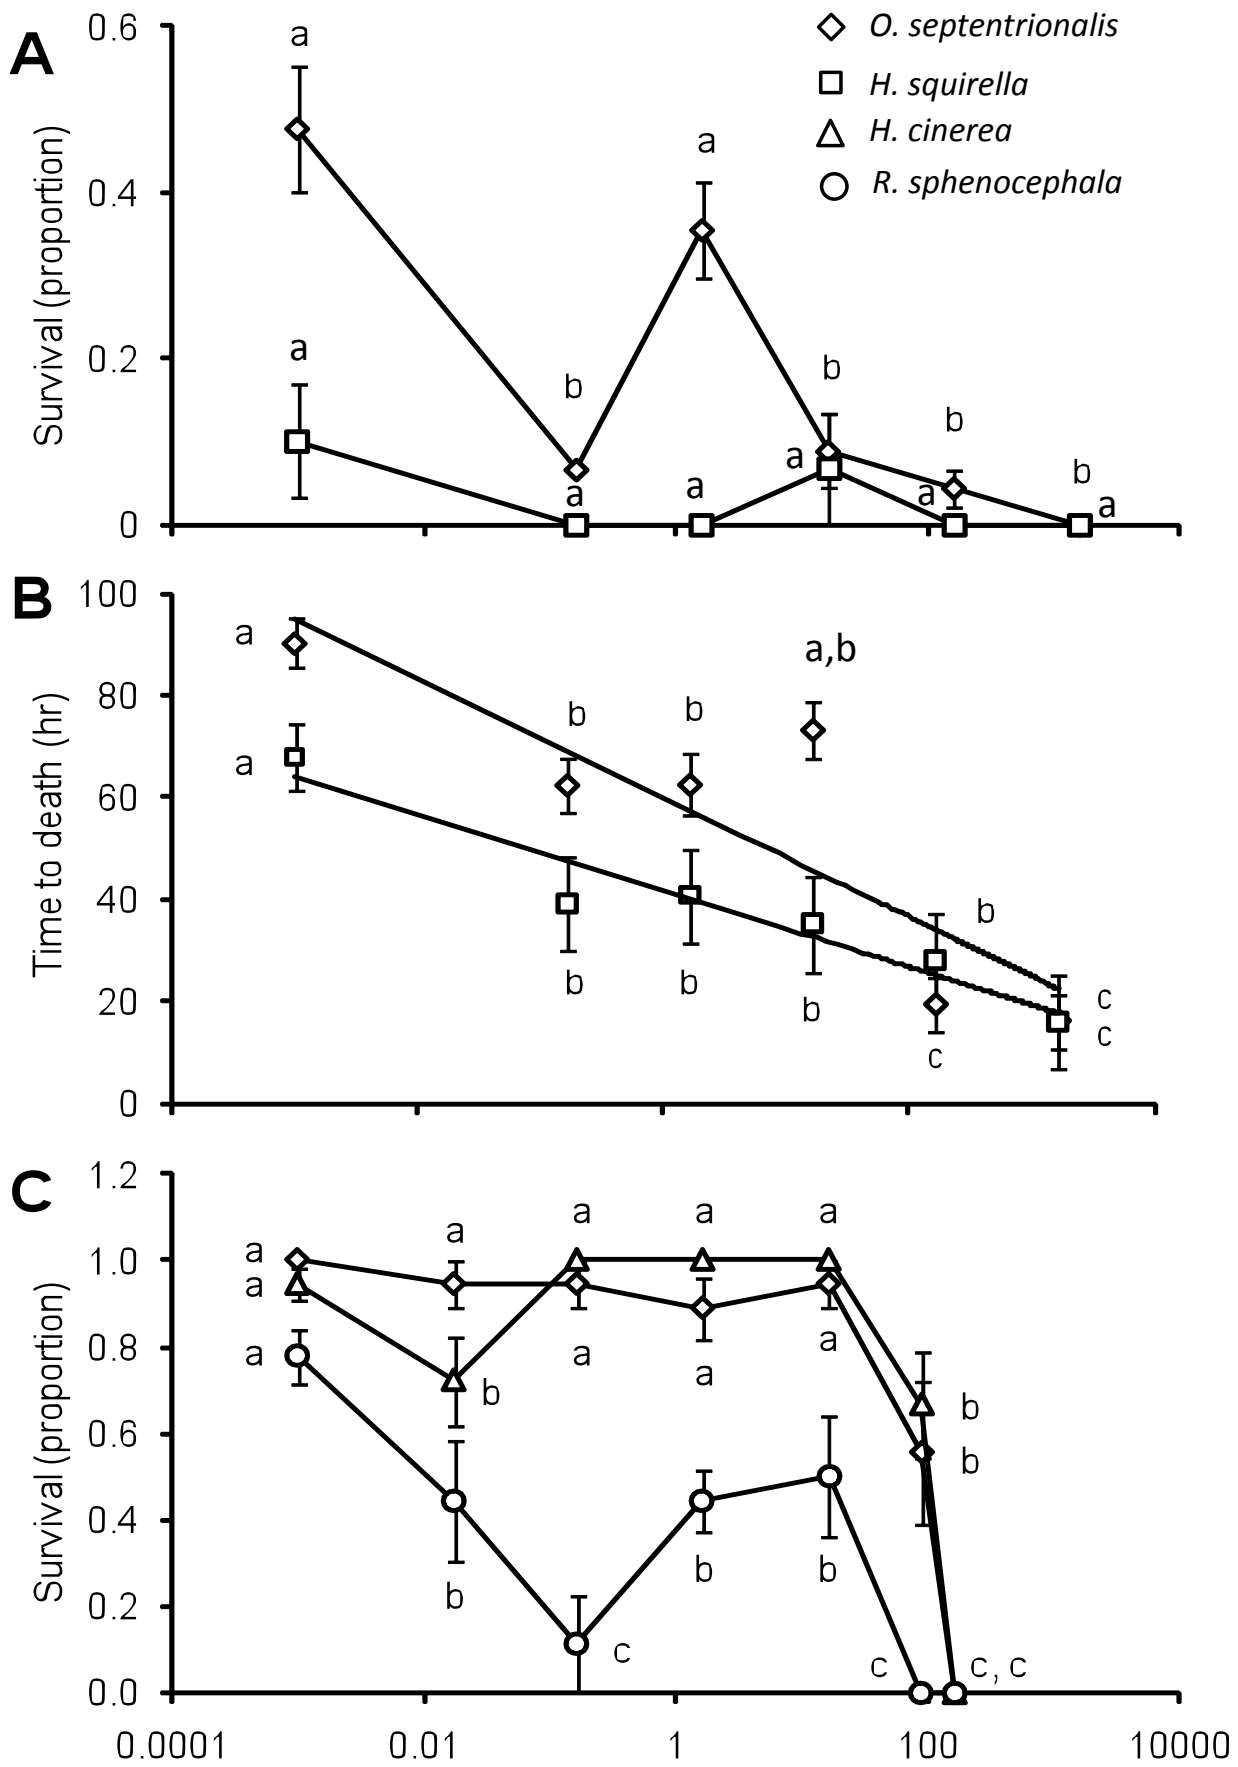 A
0.6
0.4
0.2
0
Survival (proportion)
O. septentrionalis
H. squirella
H. cinerea
R. sphenocephala
a
a
b
a
a
a
b
a
b
a
b
a
B
100
80
60
40
20
0
Time to death (hr)
a
a
b
b
b
b
a,b
b
b
c
c
c
C
1.2
1.0
0.8
0.6
0.4
0.2
0.0
Survival (proportion)
a
a
a
a
b
b
a
a
c
a
a
b
a
a
b
b
b
c
c, c
0.0001
0.01
1
100
10000